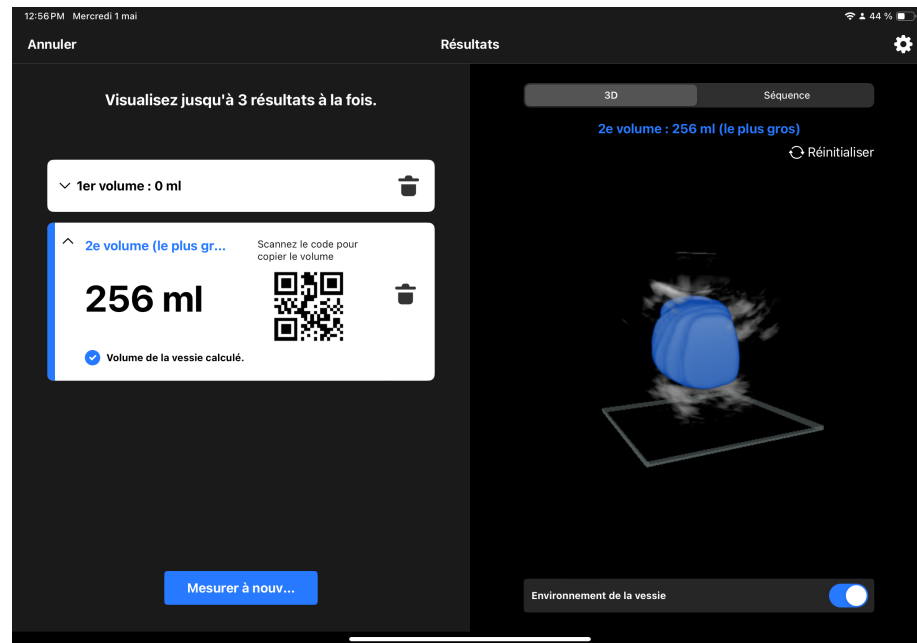 12:56 PM Mercredi 1 mai
44 %
Annuler
Résultats
Visualisez jusqu'à 3 résultats à la fois.
1er volume : 0 ml
2e volume (le plus gr...
Scannez le code pour
copier le volume
256 ml
Volume de la vessie calculé.
Mesurer à nouv...
3D
Séquence
2e volume : 256 ml (le plus gros)
Réinitialiser
Environnement de la vessie